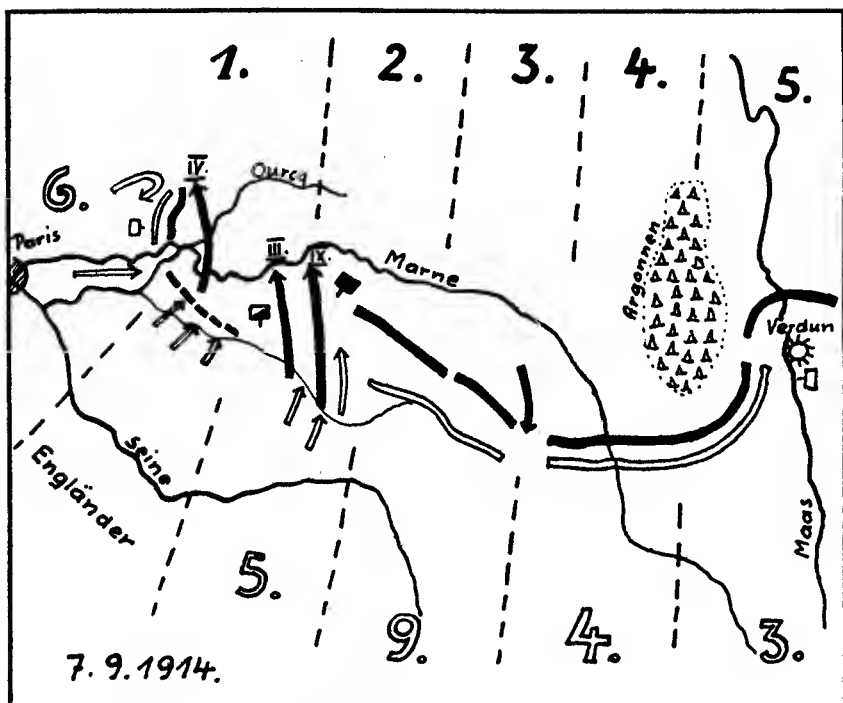 1. 2. 3. 4. 5.
IV.
Ourcq
6.
Paris
III. IX.
Marne
Argonnen
Verdun
Seine
Engländer
Maas
5. 9. 4. 3.
7. 9. 1914.